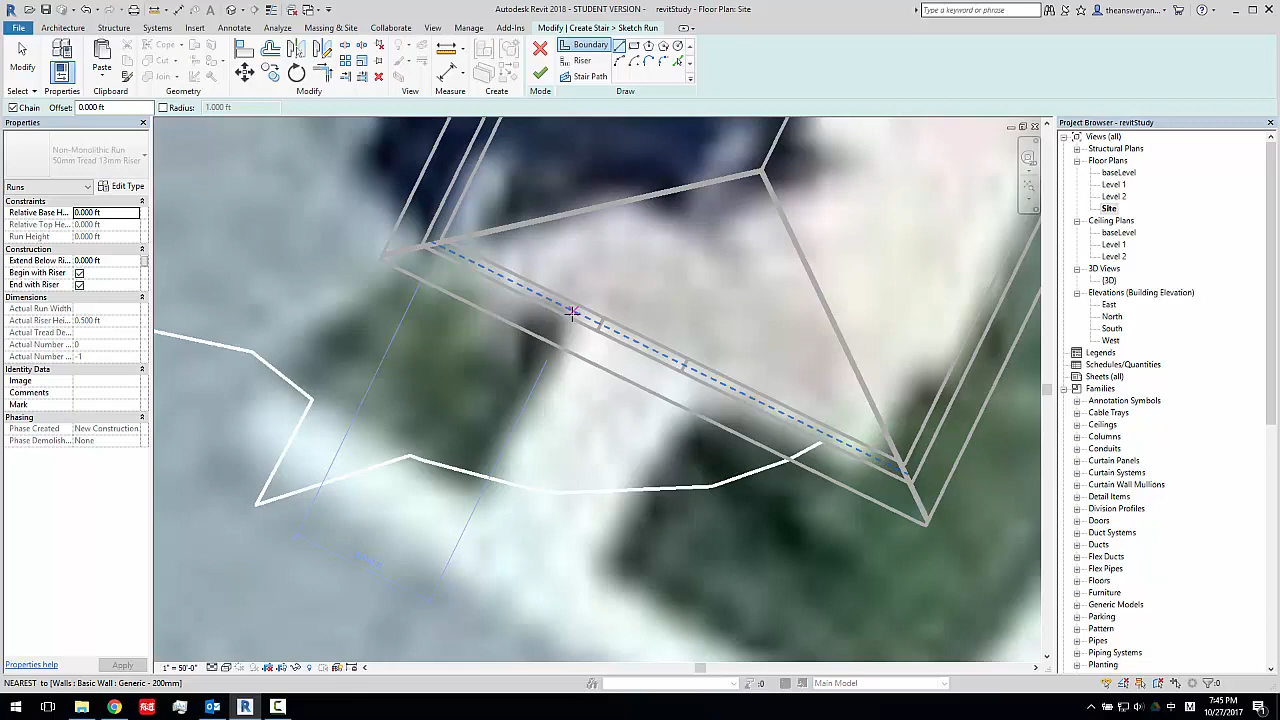 Autodesk Revit 2018 - STUDENT VERSION - revitStudy - Floor Plan: Site
Type a keyword or phrase
theansweryan
File Architecture Structure Systems Insert Annotate Analyze Massing & Site Collaborate View Manage Add-Ins Modify | Create Stair > Sketch Run
Modify
Paste
Cope
Cut
Join
Boundary
Riser
Stair Path
Select Properties Clipboard Geometry Modify View Measure Create Mode Draw
Chain Offset: 0.000 ft Radius: 1.000 ft
Properties
Non-Monolithic Run
50mm Tread 13mm Riser
Runs Edit Type
Constraints
Relative Base H... 0.000 ft
Relative Top He... 0.000 ft
Run Height 0.000 ft
Construction
Extend Below Ri... 0.000 ft
Begin with Riser
End with Riser
Dimensions
Actual Run Width
Actual Riser Hei... 0.500 ft
Actual Tread De...
Actual Number ... 0
Actual Number ... -1
Identity Data
Image
Comments
Mark
Phasing
Phase Created New Construction
Phase Demolish... None
Properties help Apply
Project Browser - revitStudy
Views (all)
Structural Plans
Floor Plans
baseLevel
Level 1
Level 2
Site
Ceiling Plans
baseLevel
Level 1
Level 2
3D Views
{3D}
Elevations (Building Elevation)
East
North
South
West
Legends
Schedules/Quantities
Sheets (all)
Families
Annotation Symbols
Cable Trays
Ceilings
Columns
Conduits
Curtain Panels
Curtain Systems
Curtain Wall Mullions
Detail Items
Division Profiles
Doors
Duct Systems
Ducts
Flex Ducts
Flex Pipes
Floors
Furniture
Generic Models
Parking
Pattern
Pipes
Piping Systems
Planting
1" = 50'-0"
NEAREST to [Walls : Basic Wall : Generic - 200mm]
:0 Main Model :0
7:45 PM
10/27/2017